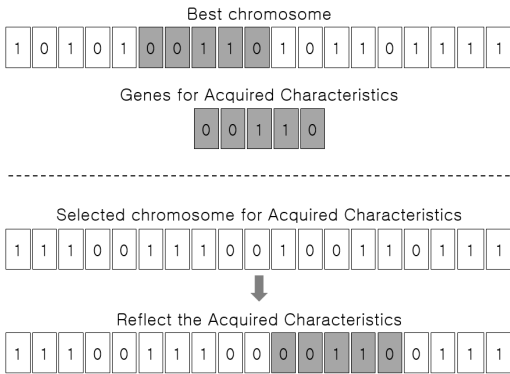 Best chromosome
1 0 1 0 1 0 0 1 1 0 1 0 1 1 0 1 1 1 1
Genes for Acquired Characteristics
0 0 1 1 0
Selected chromosome for Acquired Characteristics
1 1 1 0 0 1 1 1 0 0 1 0 0 1 1 0 1 1 1
Reflect the Acquired Characteristics
1 1 1 0 0 1 1 1 0 0 0 0 1 1 0 0 1 1 1